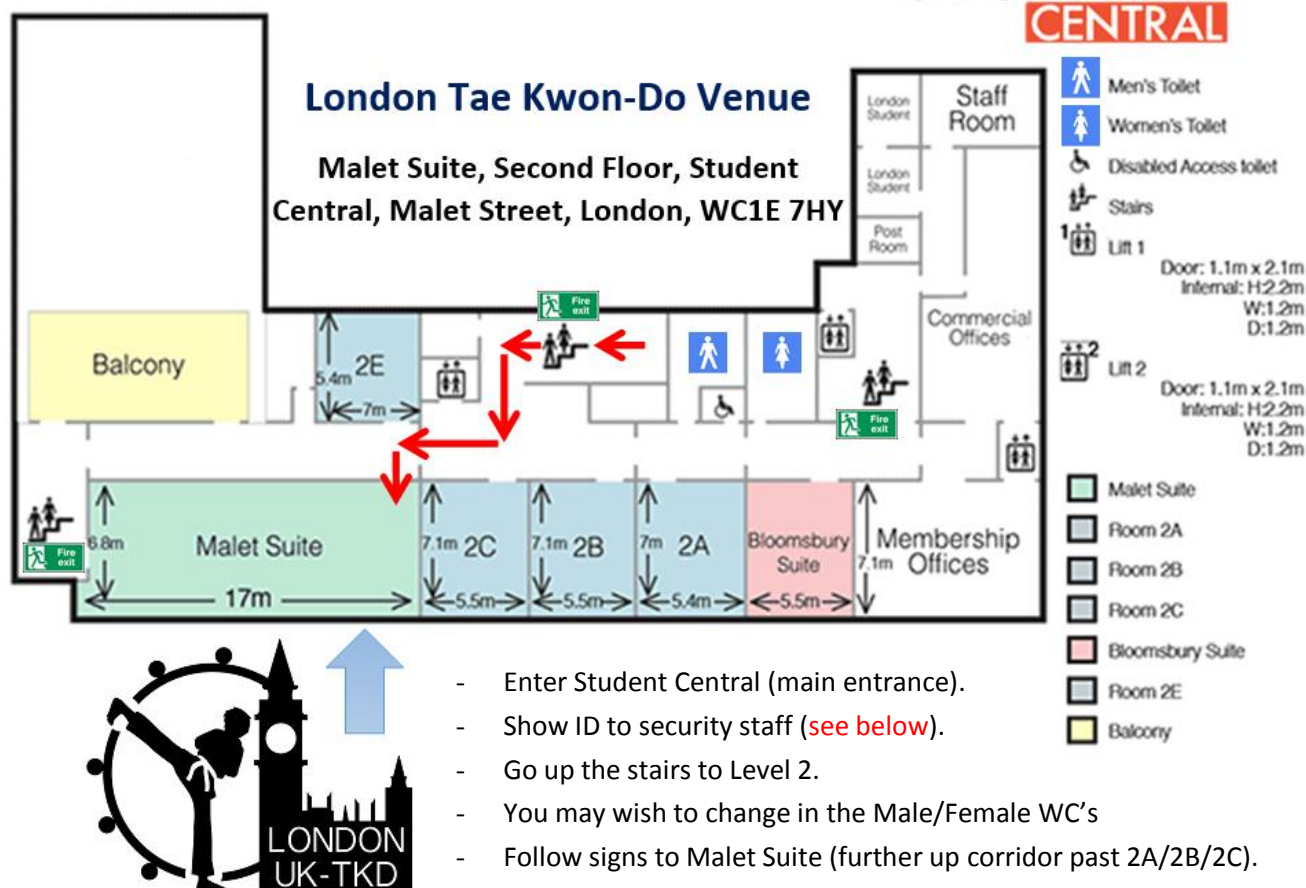 CENTRAL
London Tae Kwon-Do Venue
Malet Suite, Second Floor, Student
Central, Malet Street, London, WC1E 7HY
London
Student
Staff
Room
London
Student
Post
Room
Commercial
Offices
Fire
exit
Balcony
2E
5.4m
7m
Fire
exit
Fire
exit
6.8m
Malet Suite
17m
7.1m 2C
5.5m
7.1m 2B
5.5m
7m 2A
5.4m
Bloomsbury
Suite
5.5m
Membership
Offices
7.1m
Men's Toilet
Women's Toilet
Disabled Access toilet
Stairs
1 Lift 1
Door: 1.1m x 2.1m
Internal: H:2.2m
W:1.2m
D:1.2m
2 Lift 2
Door: 1.1m x 2.1m
Internal: H:2.2m
W:1.2m
D:1.2m
Malet Suite
Room 2A
Room 2B
Room 2C
Bloomsbury Suite
Room 2E
Balcony
LONDON
UK-TKD
- Enter Student Central (main entrance).
- Show ID to security staff (see below).
- Go up the stairs to Level 2.
- You may wish to change in the Male/Female WC’s
- Follow signs to Malet Suite (further up corridor past 2A/2B/2C).